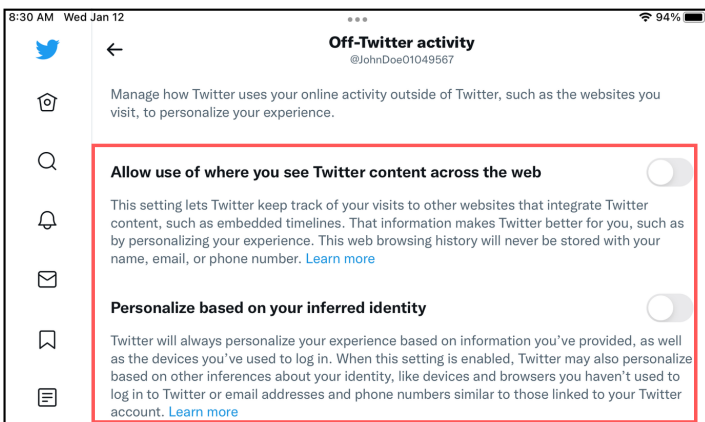 8:30 AM Wed Jan 12
94%
Off-Twitter activity
@JohnDoe01049567
Manage how Twitter uses your online activity outside of Twitter, such as the websites you
visit, to personalize your experience.
Allow use of where you see Twitter content across the web
This setting lets Twitter keep track of your visits to other websites that integrate Twitter
content, such as embedded timelines. That information makes Twitter better for you, such as
by personalizing your experience. This web browsing history will never be stored with your
name, email, or phone number. Learn more
Personalize based on your inferred identity
Twitter will always personalize your experience based on information you’ve provided, as well
as the devices you’ve used to log in. When this setting is enabled, Twitter may also personalize
based on other inferences about your identity, like devices and browsers you haven’t used to
log in to Twitter or email addresses and phone numbers similar to those linked to your Twitter
account. Learn more